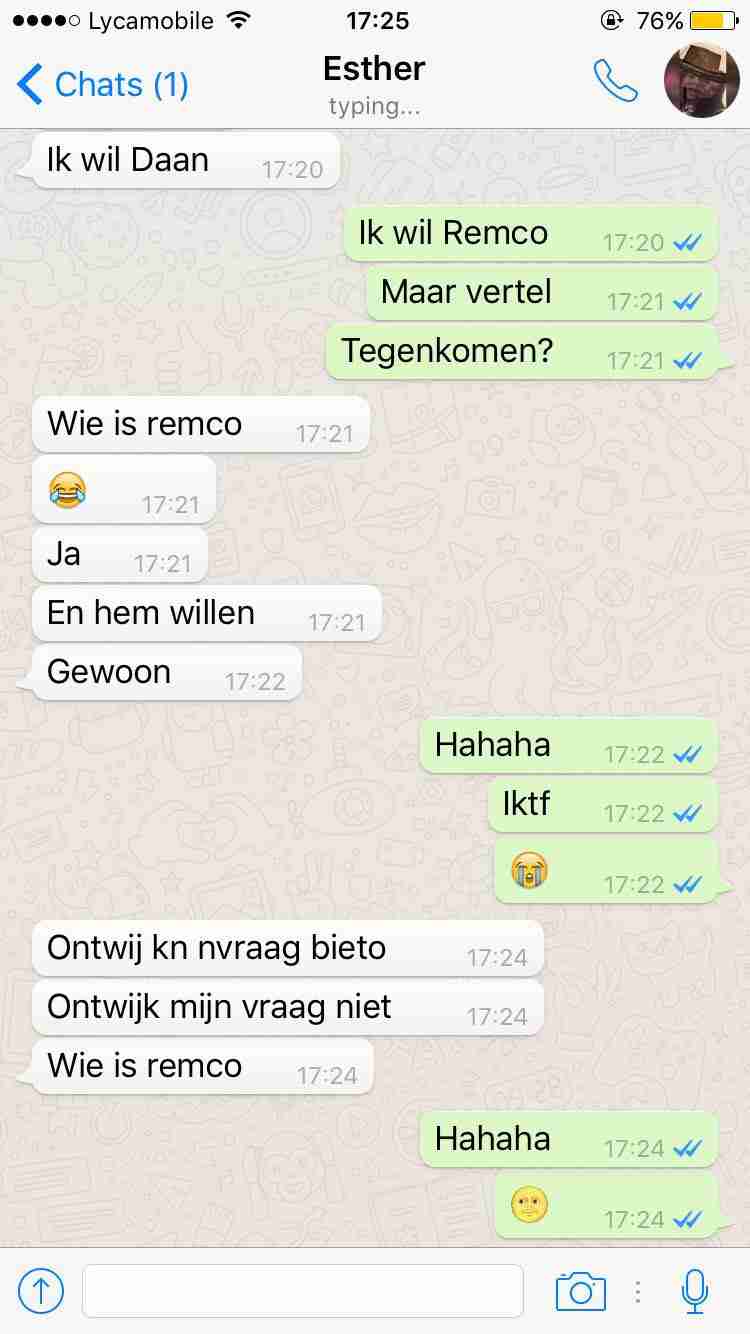 Lycamobile 17:25 76%
Chats (1) Esther
typing...
Ik wil Daan 17:20
Ik wil Remco 17:20
Maar vertel 17:21
Tegenkomen? 17:21
Wie is remco 17:21
😂 17:21
Ja 17:21
En hem willen 17:21
Gewoon 17:22
Hahaha 17:22
Iktf 17:22
😭 17:22
Ontwij kn nvraag bieto 17:24
Ontwijk mijn vraag niet 17:24
Wie is remco 17:24
Hahaha 17:24
🌝 17:24